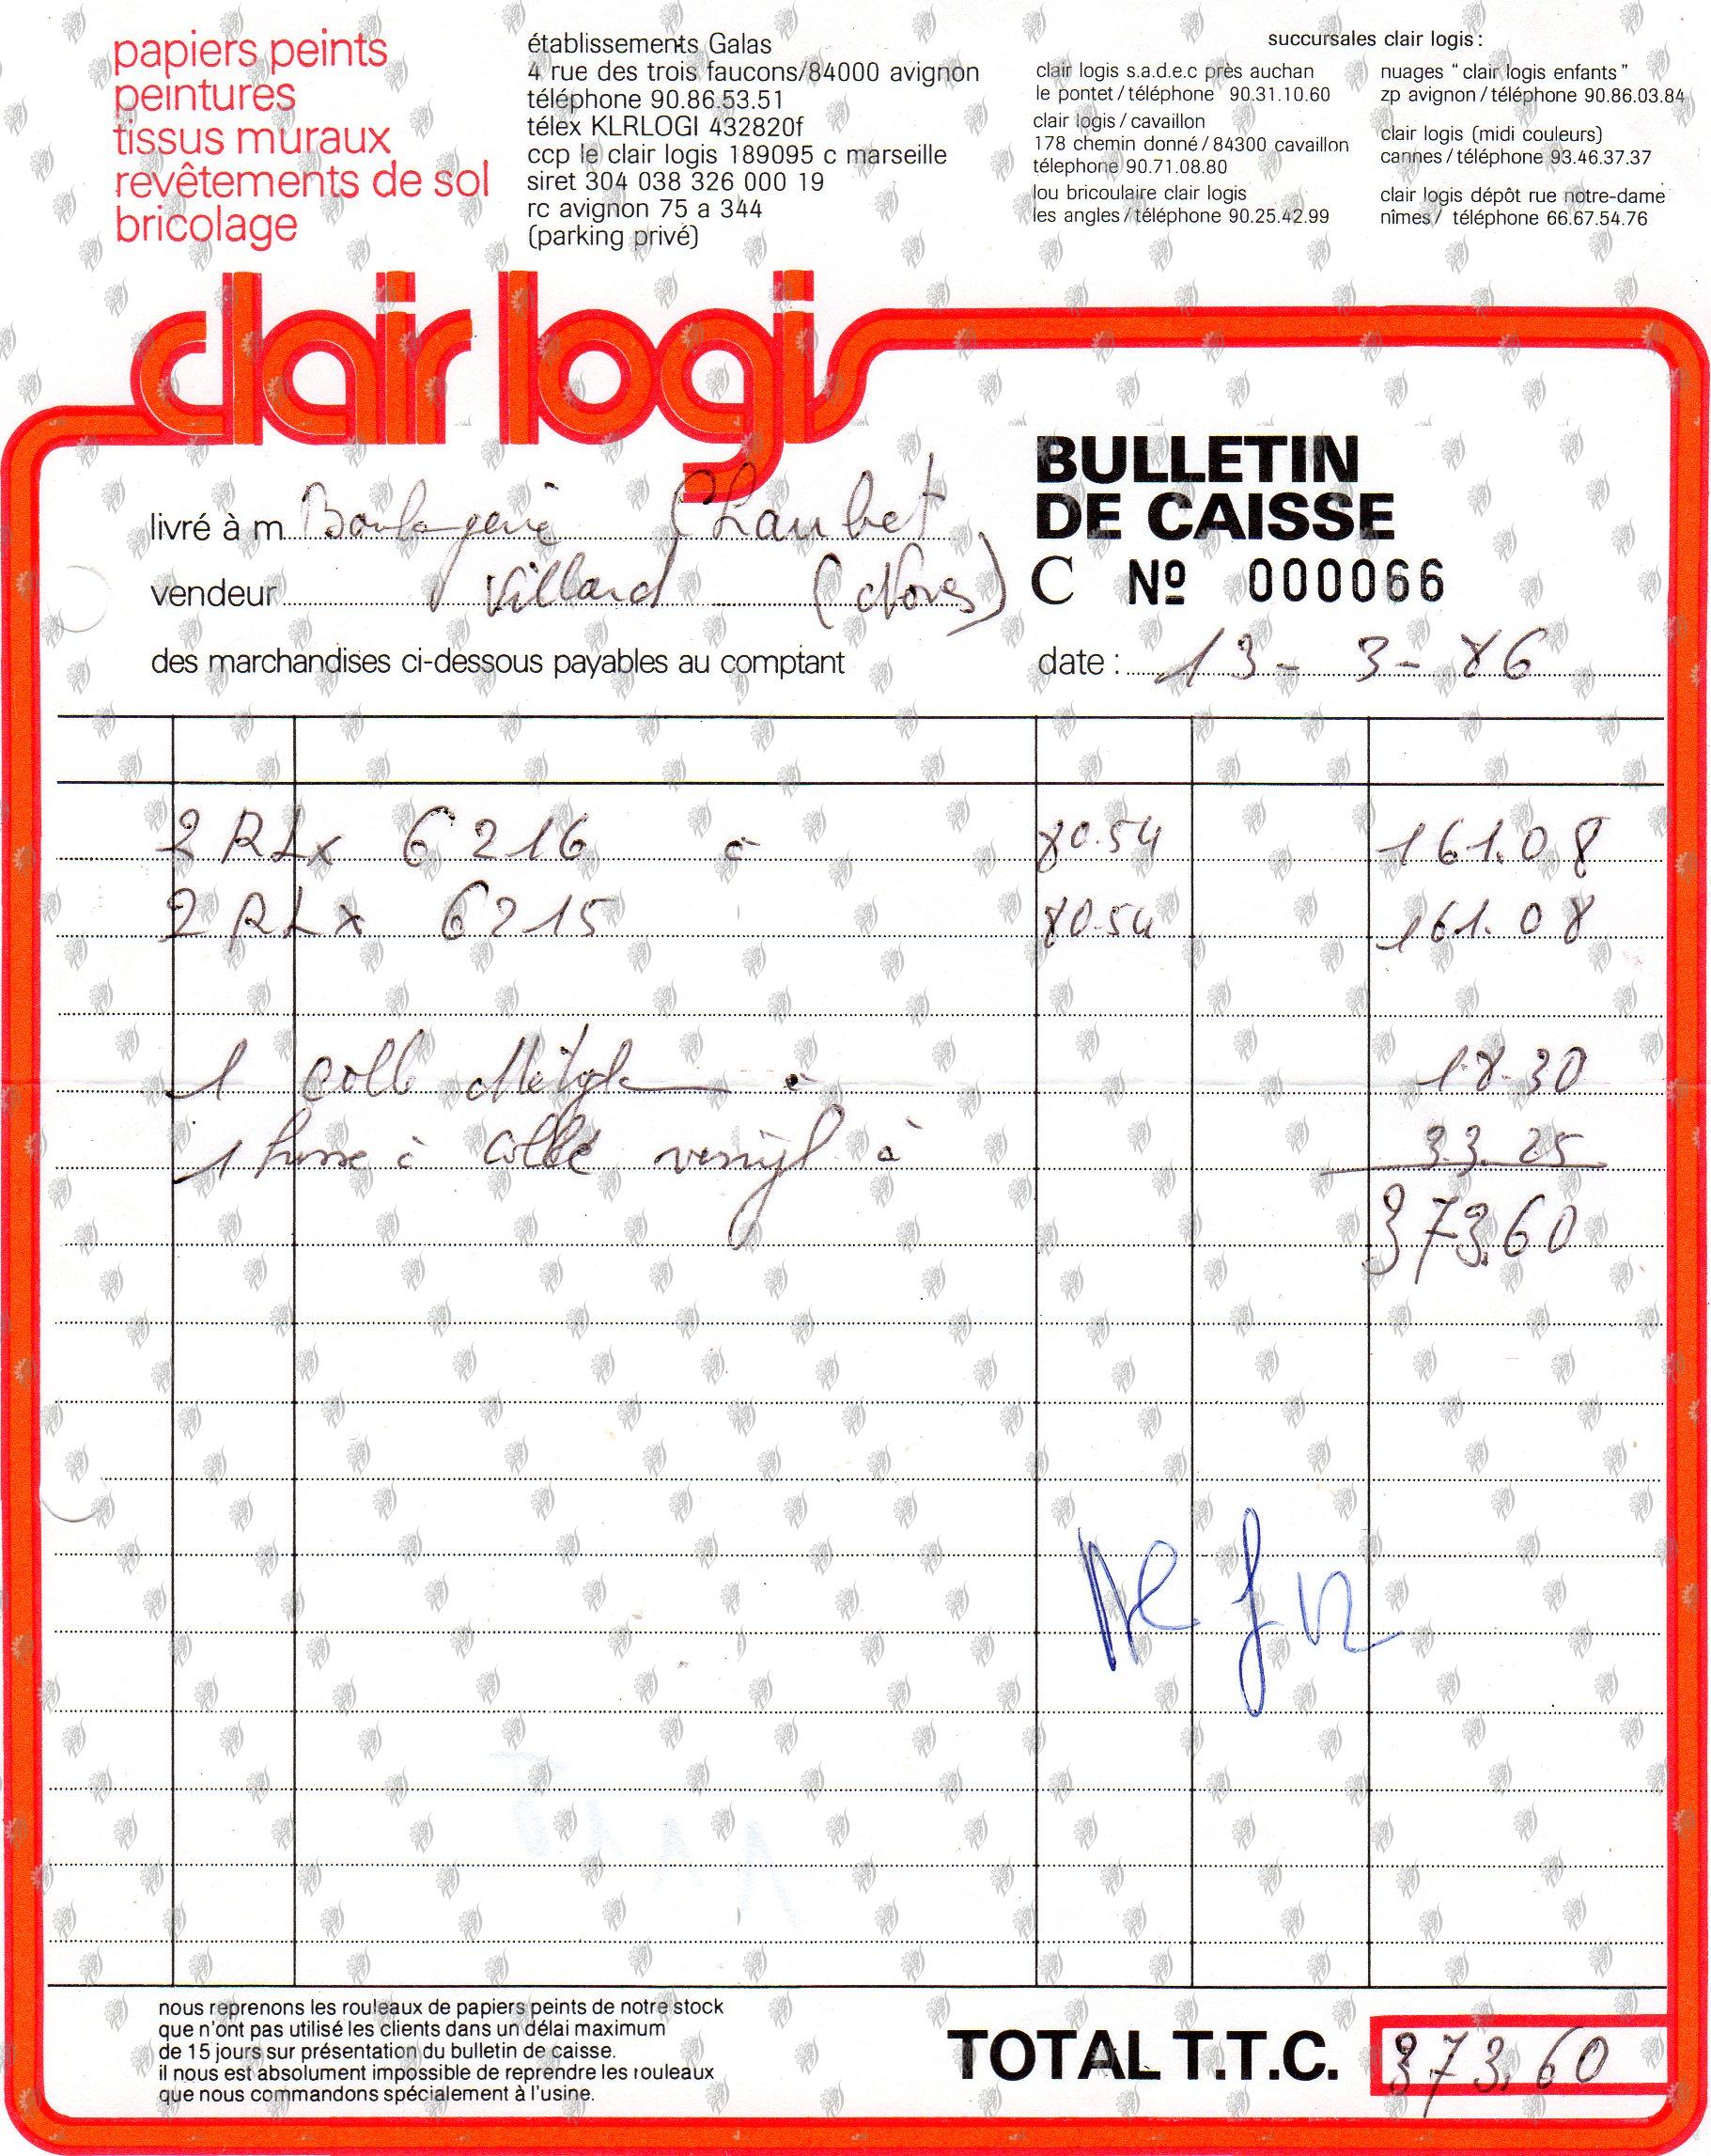 papiers peints
peintures
tissus muraux
revêtements de sol
bricolage
établissements Galas
4 rue des trois faucons/84000 avignon
téléphone 90.86.53.51
télex KLRLOGI 432820f
ccp le clair logis 189095 c marseille
siret 304 038 326 000 19
rc avignon 75 a 344
(parking privé)
succursales clair logis :
clair logis s.a.d.e.c près auchan
le pontet / téléphone 90.31.10.60
clair logis / cavaillon
178 chemin donné / 84300 cavaillon
télephone 90.71.08.80
lou bricoulaire clair logis
les angles / téléphone 90.25.42.99
nuages "clair logis enfants"
zp avignon / téléphone 90.86.03.84
clair logis (midi couleurs)
cannes / téléphone 93.46.37.37
clair logis dépôt rue notre-dame
nîmes / téléphone 66.67.54.76
clair logis
BULLETIN
DE CAISSE
C Nº 000066
livré à m Boulangerie Chaubet
vendeur Villard (Noves)
des marchandises ci-dessous payables au comptant
date : 13-3-86
2 RLx 6216 à 80.54 161.08
2 RLx 6215 80.54 161.08
1 colle Métyl à 18.30
1 à colle à 33.25
373.60
nous reprenons les rouleaux de papiers peints de notre stock
que n'ont pas utilisé les clients dans un délai maximum
de 15 jours sur présentation du bulletin de caisse.
il nous est absolument impossible de reprendre les rouleaux
que nous commandons spécialement à l'usine.
TOTAL T.T.C. 373.60